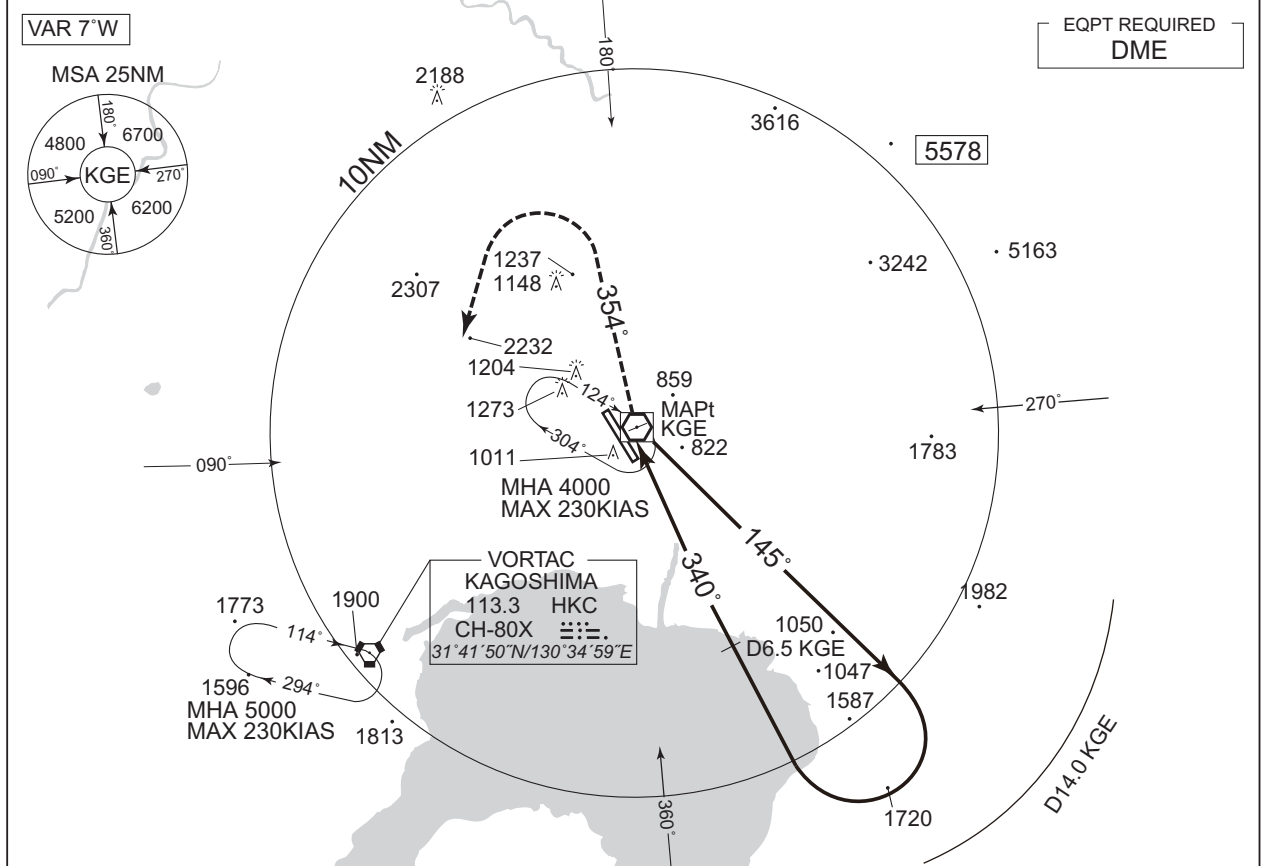 VAR 7°W
EQPT REQUIRED
DME
MSA 25NM
180°
4800
6700
090°
KGE
270°
5200
6200
360°
2188
10NM
180°
3616
5578
5163
3242
2307
1237
1148
354°
2232
1204
1273
124°
304°
859
MAPt
KGE
822
1011
270°
1783
090°
MHA 4000
MAX 230KIAS
145°
340°
VORTAC
KAGOSHIMA
113.3 HKC
CH-80X
31°41´50˝N/130°34´59˝E
1982
1773
1900
114°
294°
1596
MHA 5000
MAX 230KIAS
1813
1050
D6.5 KGE
1047
1587
D14.0 KGE
1720
360°